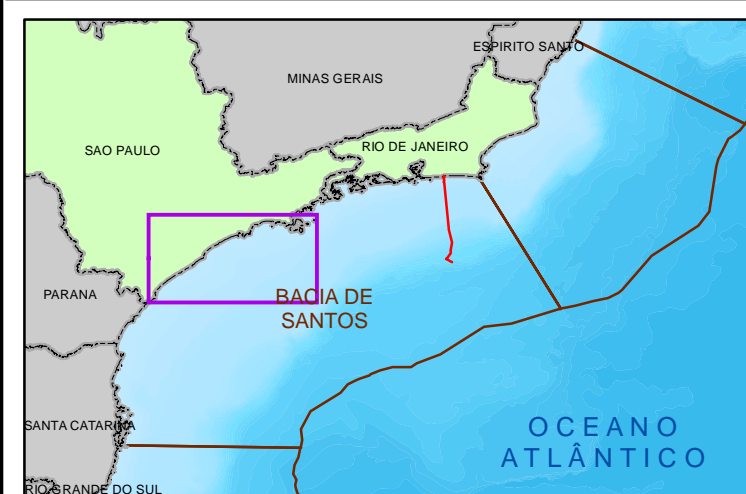 ESPIRITO SANTO
MINAS GERAIS
SAO PAULO
RIO DE JANEIRO
PARANA
BACIA DE
SANTOS
SANTA CATARINA
OCEANO
ATLÂNTICO
RIO GRANDE DO SUL